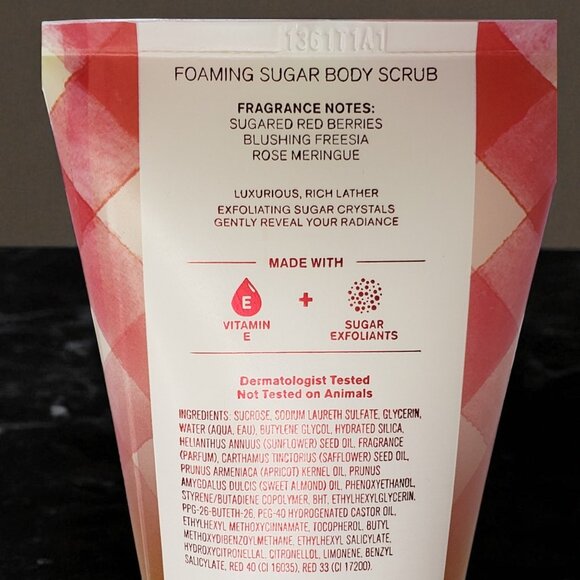 1361T1A1
FOAMING SUGAR BODY SCRUB
FRAGRANCE NOTES:
SUGARED RED BERRIES
BLUSHING FREESIA
ROSE MERINGUE
LUXURIOUS, RICH LATHER
EXFOLIATING SUGAR CRYSTALS
GENTLY REVEAL YOUR RADIANCE
MADE WITH
E
+
VITAMIN
E
SUGAR
EXFOLIANTS
Dermatologist Tested
Not Tested on Animals
INGREDIENTS: SUCROSE, SODIUM LAURETH SULFATE, GLYCERIN,
WATER (AQUA, EAU), BUTYLENE GLYCOL, HYDRATED SILICA,
HELIANTHUS ANNUUS (SUNFLOWER) SEED OIL, FRAGRANCE
(PARFUM), CARTHAMUS TINCTORIUS (SAFFLOWER) SEED OIL,
PRUNUS ARMENIACA (APRICOT) KERNEL OIL, PRUNUS
AMYGDALUS DULCIS (SWEET ALMOND) OIL, PHENOXYETHANOL,
STYRENE/BUTADIENE COPOLYMER, BHT, ETHYLHEXYLGLYCERIN,
PPG-26-BUTETH-26, PEG-40 HYDROGENATED CASTOR OIL,
ETHYLHEXYL METHOXYCINNAMATE, TOCOPHEROL, BUTYL
METHOXYDIBENZOYLMETHANE, ETHYLHEXYL SALICYLATE,
HYDROXYCITRONELLAL, CITRONELLOL, LIMONENE, BENZYL
SALICYLATE, RED 40 (CI 16035), RED 33 (CI 17200).